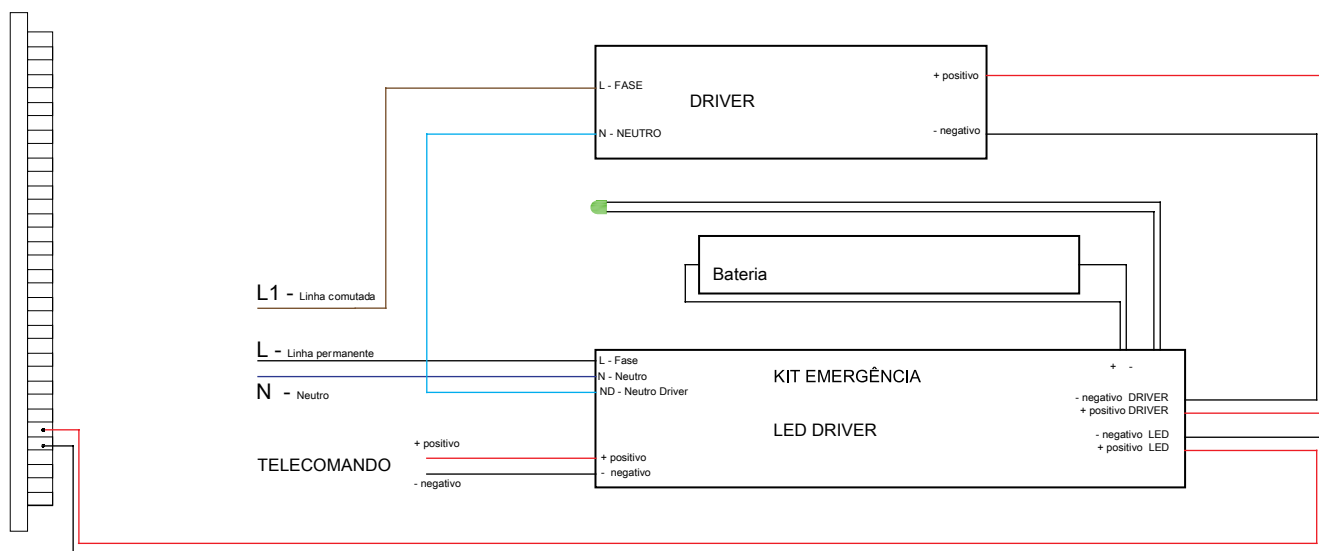 L - FASE
DRIVER
+ positivo
N - NEUTRO
- negativo
Bateria
L1 - Linha comutada
L - Linha permanente
N - Neutro
L - Fase
N - Neutro
ND - Neutro Driver
KIT EMERGÊNCIA
LED DRIVER
+ -
- negativo DRIVER
+ positivo DRIVER
- negativo LED
+ positivo LED
TELECOMANDO
+ positivo
- negativo
+ positivo
- negativo